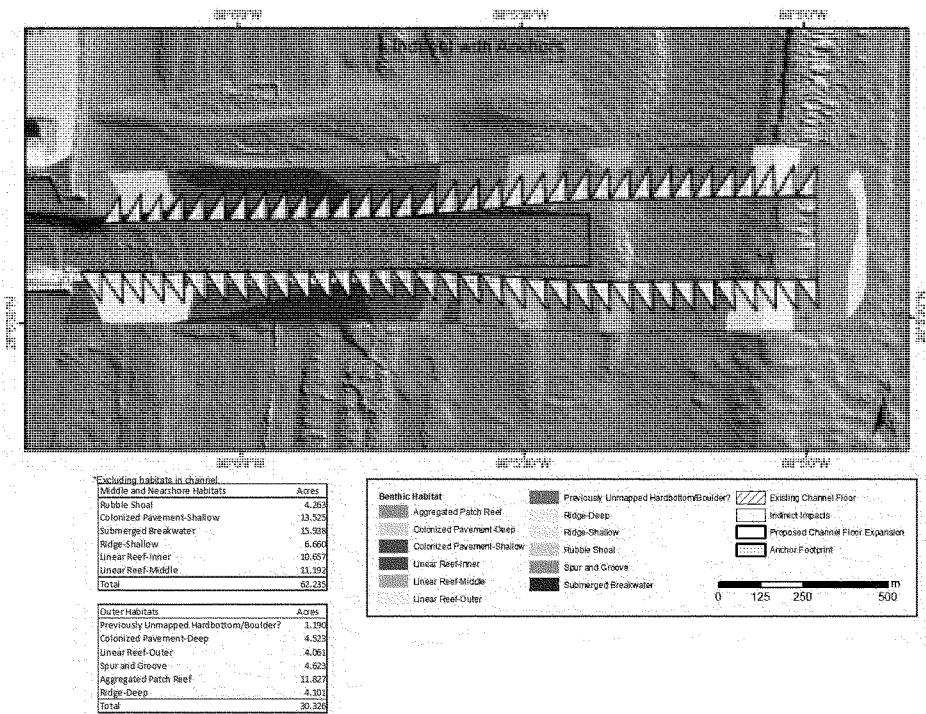 Indirect with Anchors
*Excluding habitats in channel
Middle and Nearshore Habitats Acres
Rubble Shoal 4.263
Colonized Pavement-Shallow 13.525
Submerged Breakwater 15.938
Ridge-Shallow 6.660
Linear Reef-Inner 10.657
Linear Reef-Middle 11.192
Total 62.235
Outer Habitats Acres
Previously Unmapped Hardbottom/Boulder? 1.190
Colonized Pavement-Deep 4.523
Linear Reef-Outer 4.061
Spur and Groove 4.623
Aggregated Patch Reef 11.827
Ridge-Deep 4.101
Total 30.326
Benthic Habitat
Aggregated Patch Reef
Colonized Pavement-Deep
Colonized Pavement-Shallow
Linear Reef-Inner
Linear Reef-Middle
Linear Reef-Outer
Previously Unmapped Hardbottom/Boulder?
Ridge-Deep
Ridge-Shallow
Rubble Shoal
Spur and Groove
Submerged Breakwater
Existing Channel Floor
Indirect Impacts
Proposed Channel Floor Expansion
Anchor Footprint
0 125 250 500 m